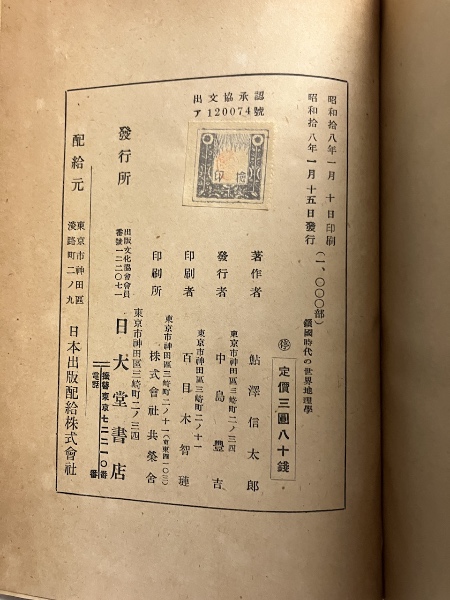 昭和拾八年一月　十日印刷
昭和拾八年一月十五日發行（一、〇〇〇部）
鎖國時代の世界地理學
停 定價三圓八十錢
出文協承認
ア120074號
檢印
著作者　鮎澤信太郎
東京市神田區三崎町二ノ三四
發行者　中島豐吉
東京市神田區三崎町二ノ十一
印刷者　百目木智璉
東京市神田區三崎町二ノ十一（東東四一〇三）
印刷所　株式會社共榮舍
東京市神田區三崎町二ノ三四
發行所　日大堂書店
出版文化協會會員
番號一二二〇七一
振替東京七二二一〇番
電話　番
配給元
東京市神田區
淡路町二ノ九
日本出版配給株式會社